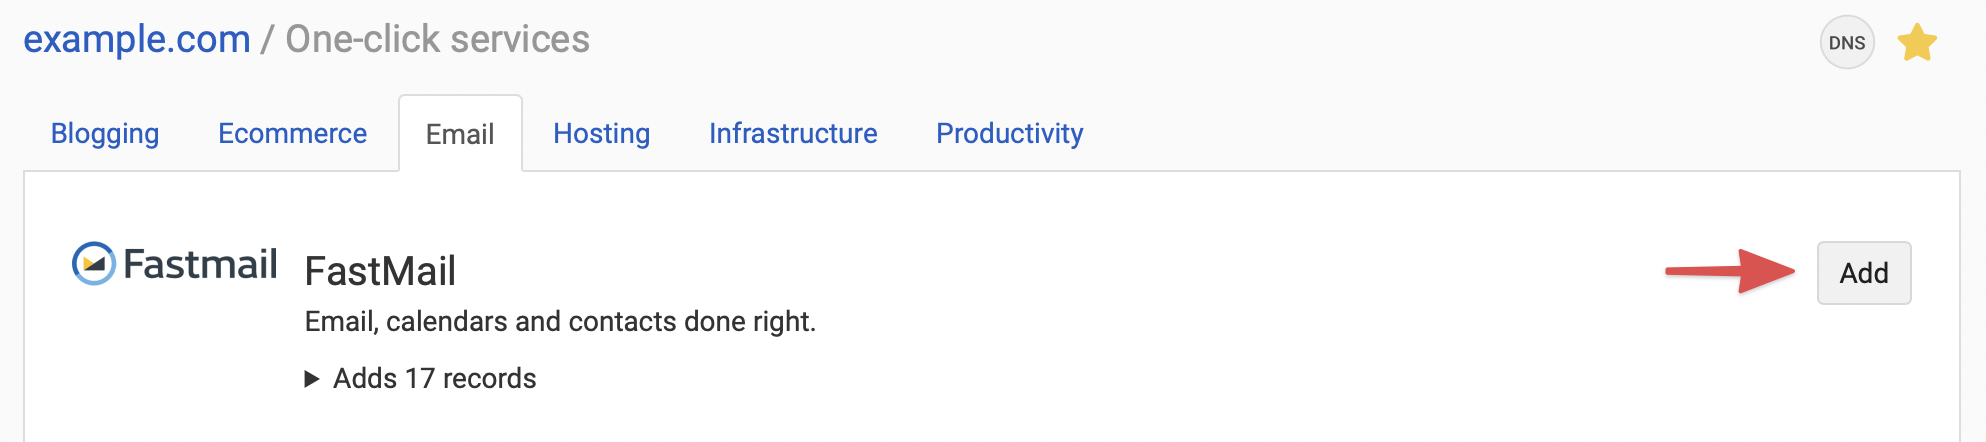 example.com / One-click services
DNS
Blogging Ecommerce Email Hosting Infrastructure Productivity
Fastmail
FastMail
Add
Email, calendars and contacts done right.
Adds 17 records